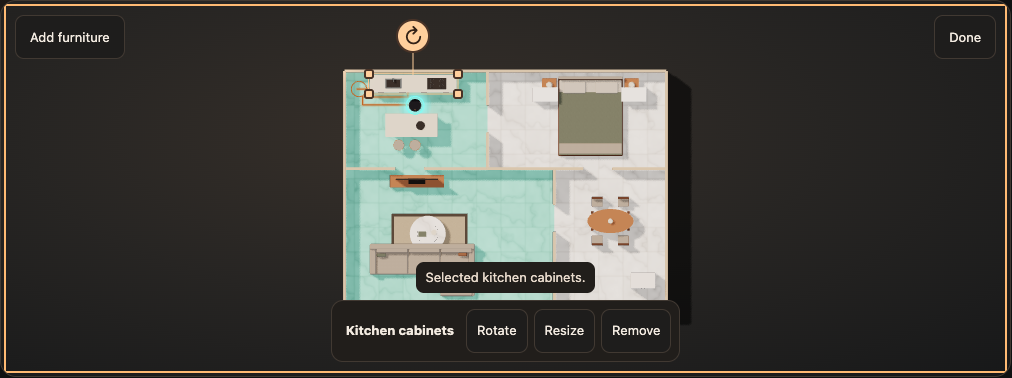 Add furniture
Done
Selected kitchen cabinets.
Kitchen cabinets
Rotate
Resize
Remove